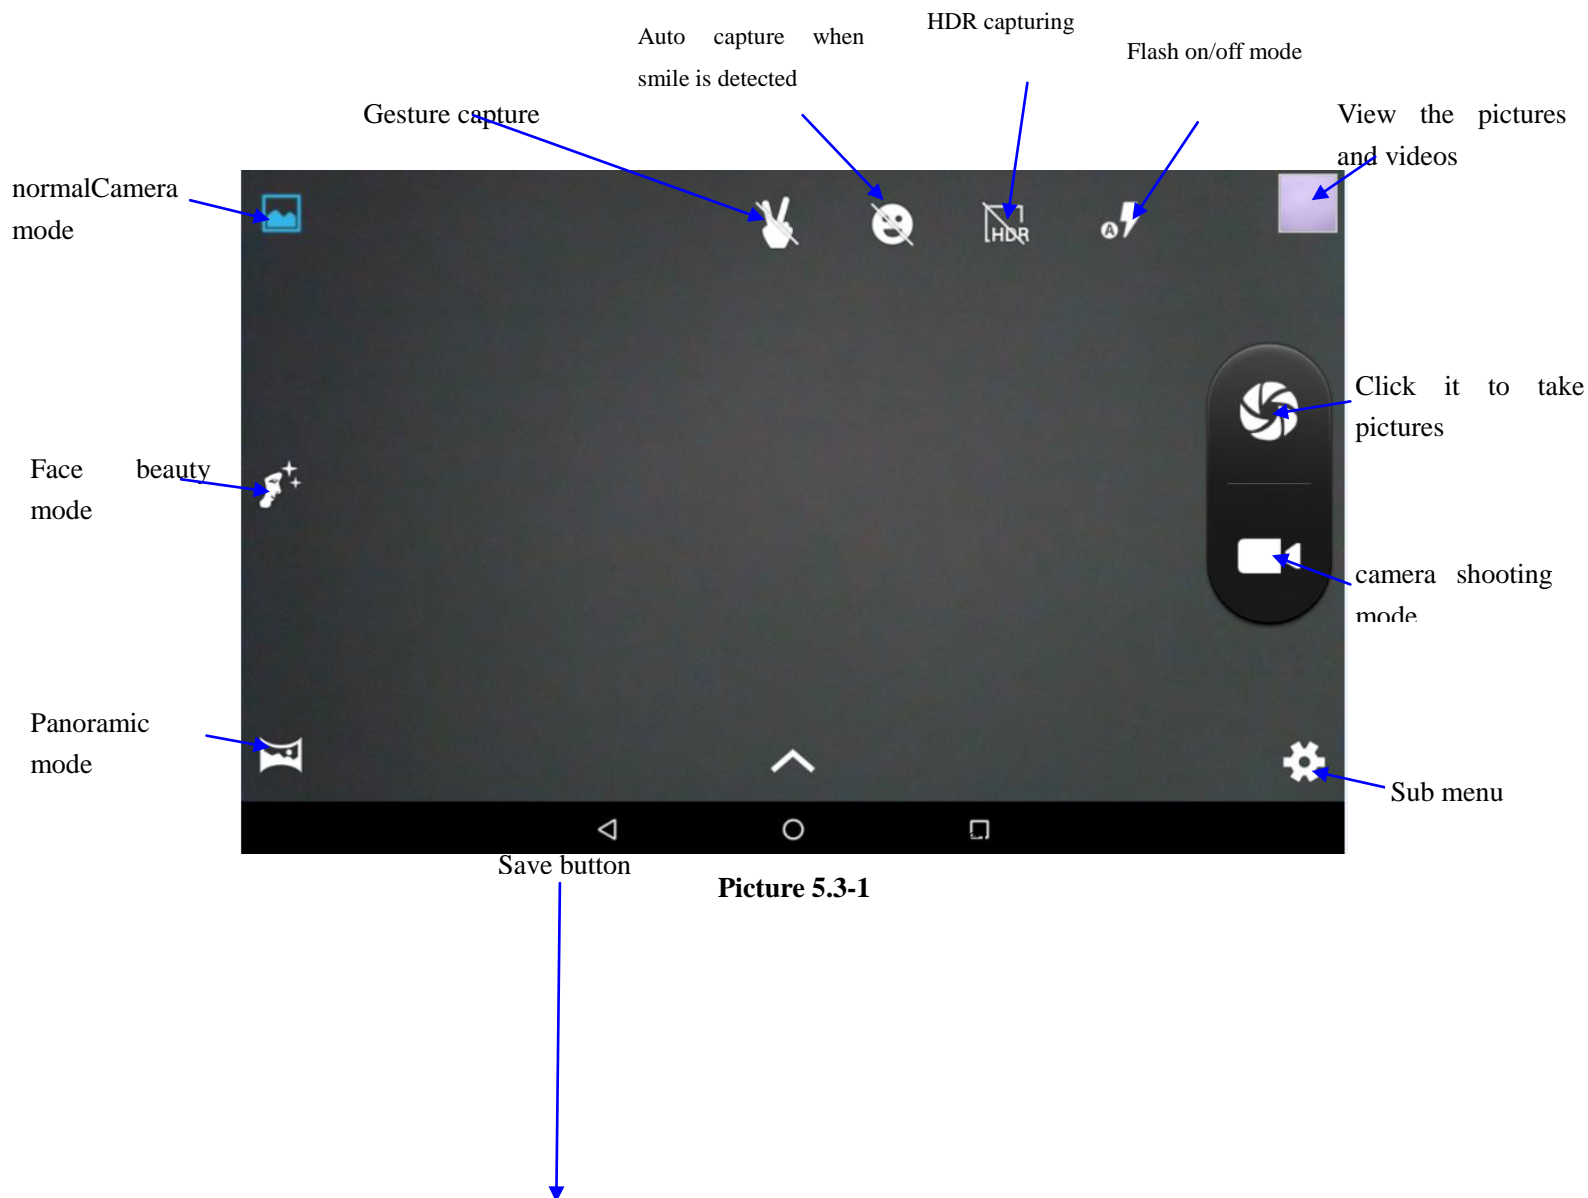 HDR capturing
Auto capture when
smile is detected
Flash on/off mode
Gesture capture
View the pictures
and videos
normalCamera
mode
HDR
A
Click it to take
pictures
Face beauty
mode
camera shooting
mode
Panoramic
mode
Sub menu
Save button
Picture 5.3-1